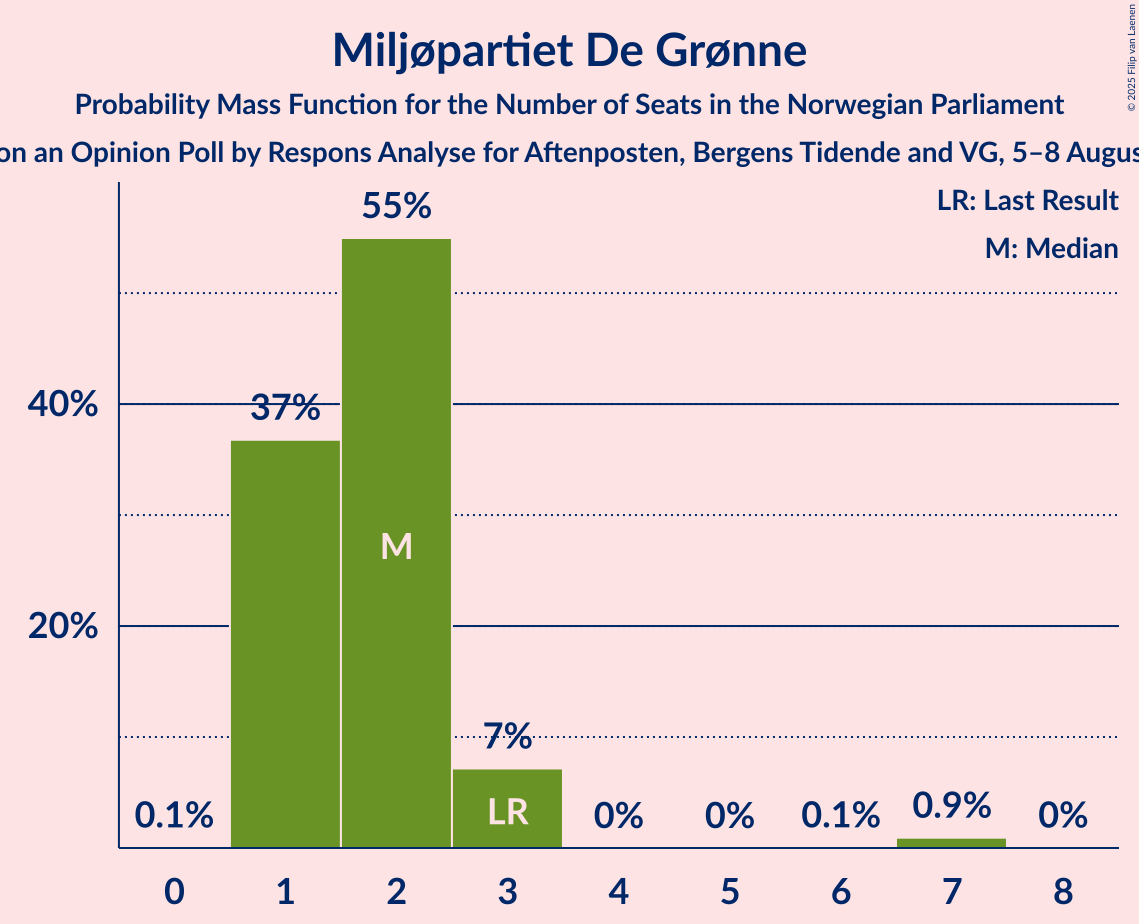 Miljøpartiet De Grønne
Probability Mass Function for the Number of Seats in the Norwegian Parliament
on an Opinion Poll by Respons Analyse for Aftenposten, Bergens Tidende and VG, 5–8 Augus
© 2025 Filip van Laenen
LR: Last Result
M: Median
55%
40%
37%
M
20%
7%
LR
0.1%
0%
0%
0.1%
0.9%
0%
0 1 2 3 4 5 6 7 8